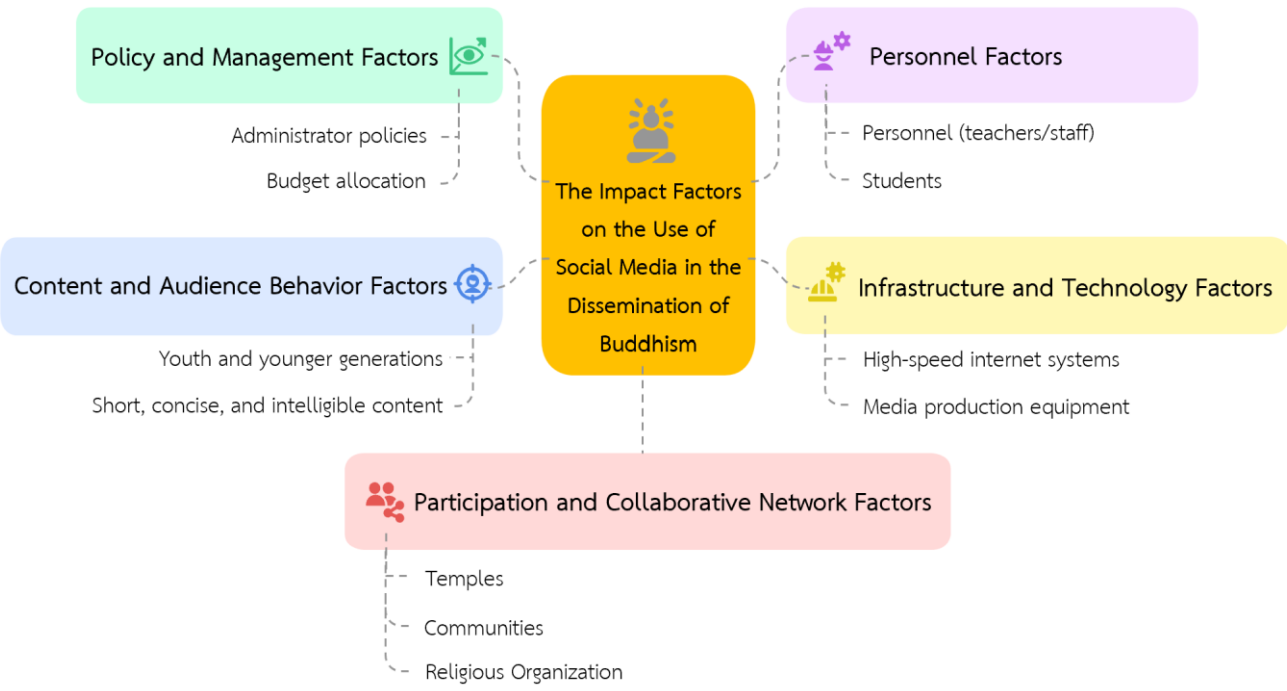 Policy and Management Factors
Administrator policies
Budget allocation
Personnel Factors
Personnel (teachers/staff)
Students
The Impact Factors
on the Use of
Social Media in the
Dissemination of
Buddhism
Content and Audience Behavior Factors
Youth and younger generations
Short, concise, and intelligible content
Infrastructure and Technology Factors
High-speed internet systems
Media production equipment
Participation and Collaborative Network Factors
Temples
Communities
Religious Organization